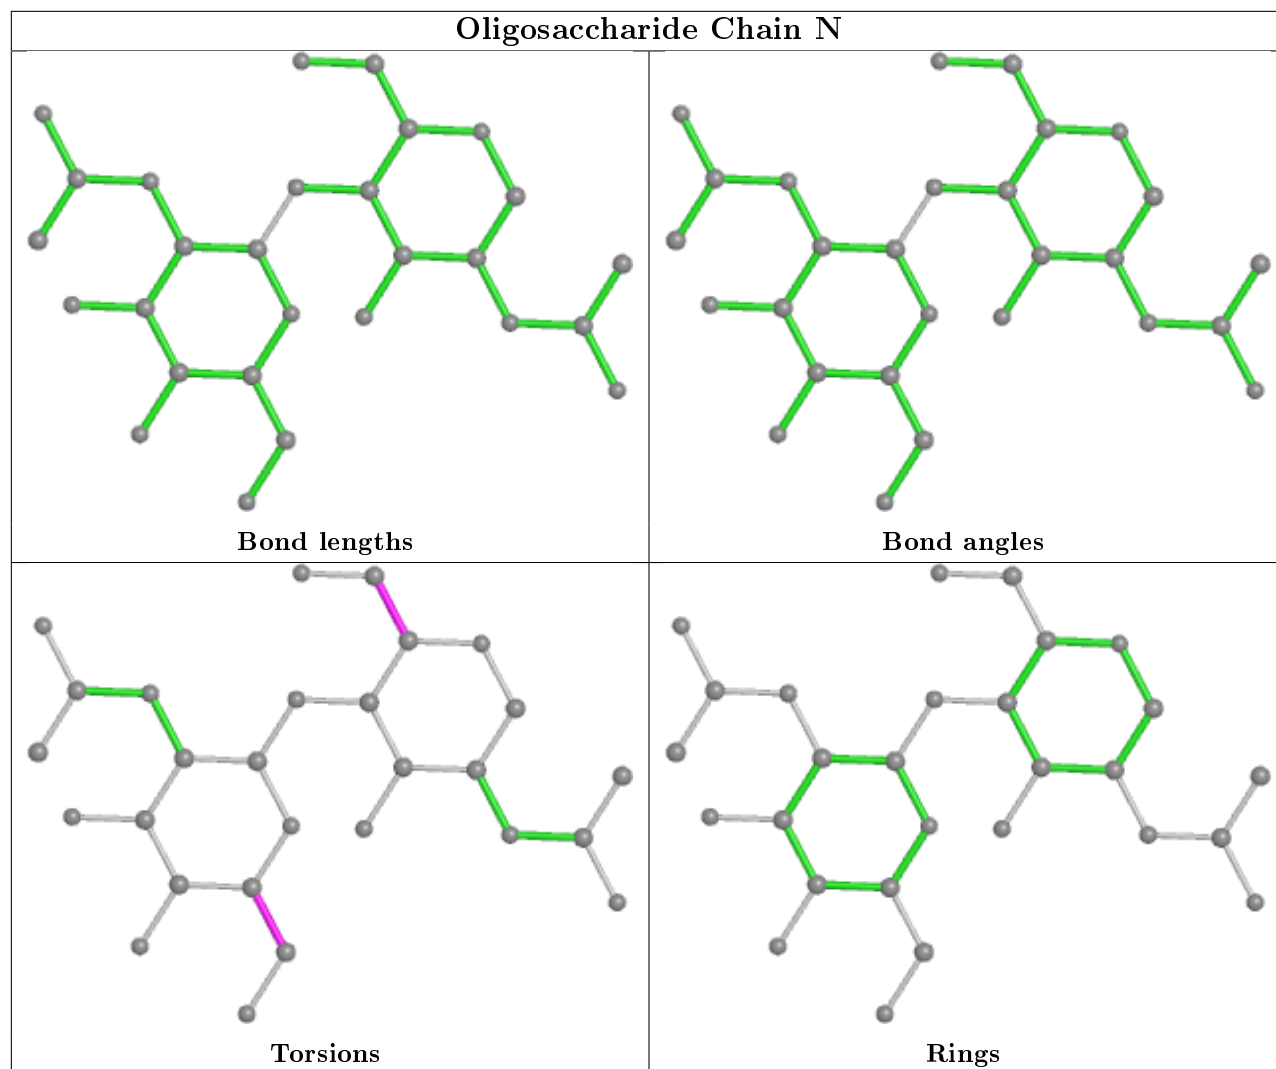 Oligosaccharide Chain N
Bond lengths
Bond angles
Torsions
Rings